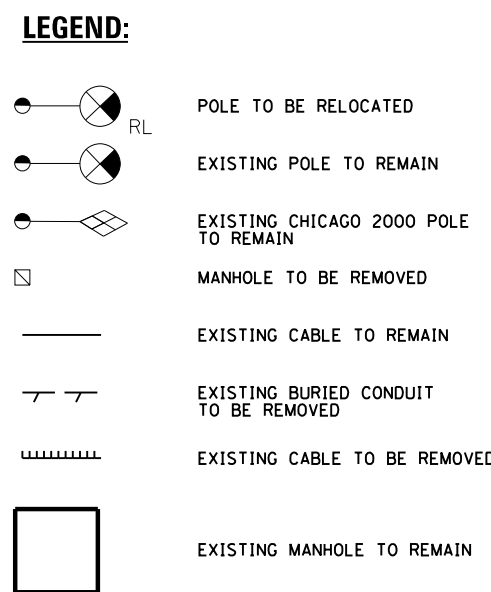 LEGEND:
RL
POLE TO BE RELOCATED
EXISTING POLE TO REMAIN
EXISTING CHICAGO 2000 POLE
TO REMAIN
MANHOLE TO BE REMOVED
EXISTING CABLE TO REMAIN
EXISTING BURIED CONDUIT
TO BE REMOVED
EXISTING CABLE TO BE REMOVED
EXISTING MANHOLE TO REMAIN